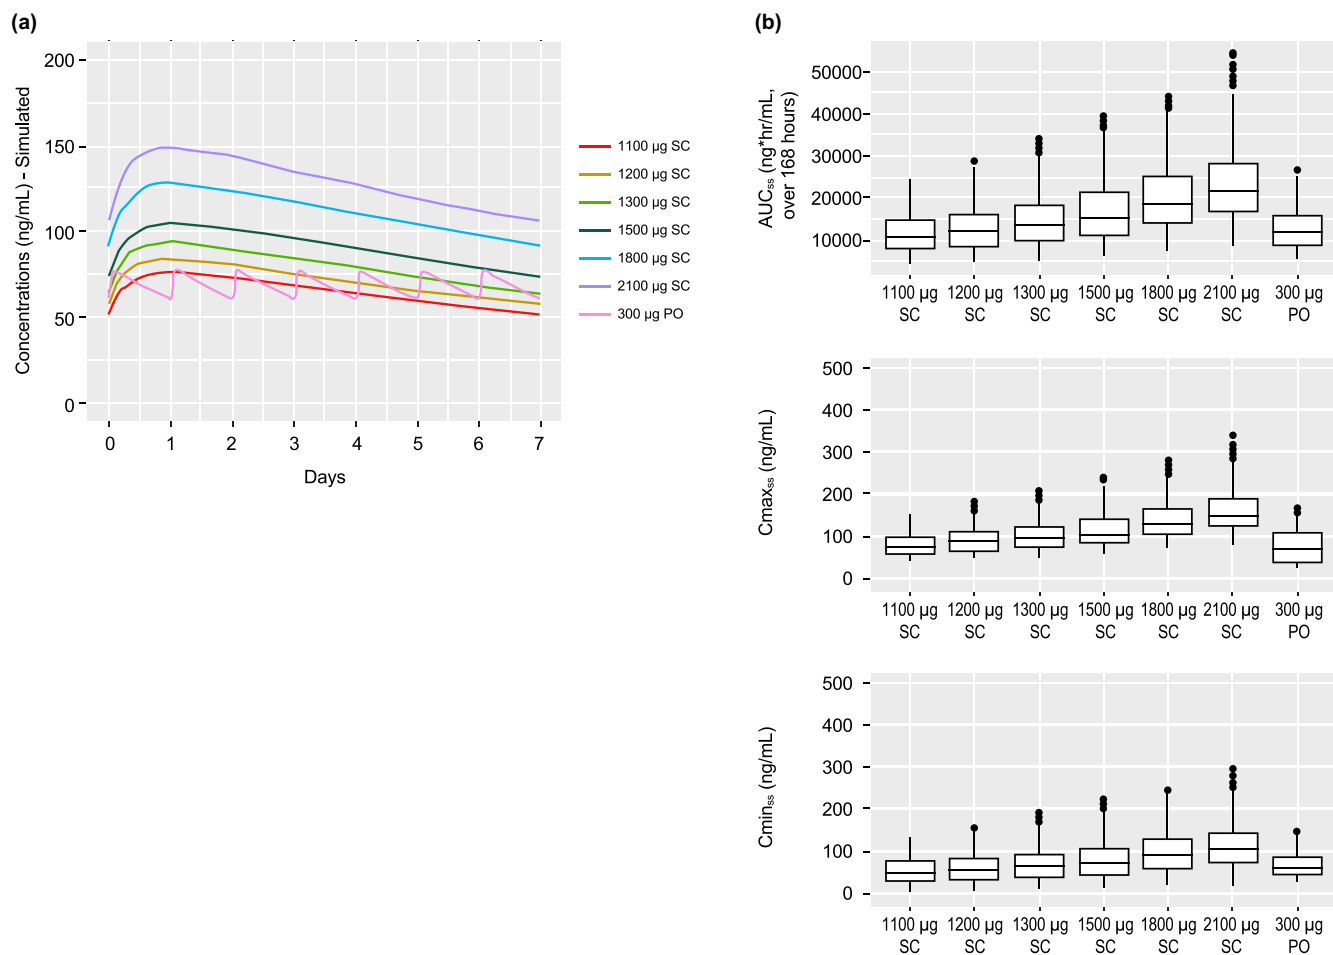 (a)
Concentrations (ng/mL) – Simulated
200
150
100
50
0
0 1 2 3 4 5 6 7
Days
1100 µg SC
1200 µg SC
1300 µg SC
1500 µg SC
1800 µg SC
2100 µg SC
300 µg PO
(b)
AUCss (ng*hr/mL,
over 168 hours)
50000
40000
30000
20000
10000
1100 µg 1200 µg 1300 µg 1500 µg 1800 µg 2100 µg 300 µg
SC SC SC SC SC SC PO
Cmaxss (ng/mL)
500
400
300
200
100
0
1100 µg 1200 µg 1300 µg 1500 µg 1800 µg 2100 µg 300 µg
SC SC SC SC SC SC PO
Cminss (ng/mL)
500
400
300
200
100
0
1100 µg 1200 µg 1300 µg 1500 µg 1800 µg 2100 µg 300 µg
SC SC SC SC SC SC PO